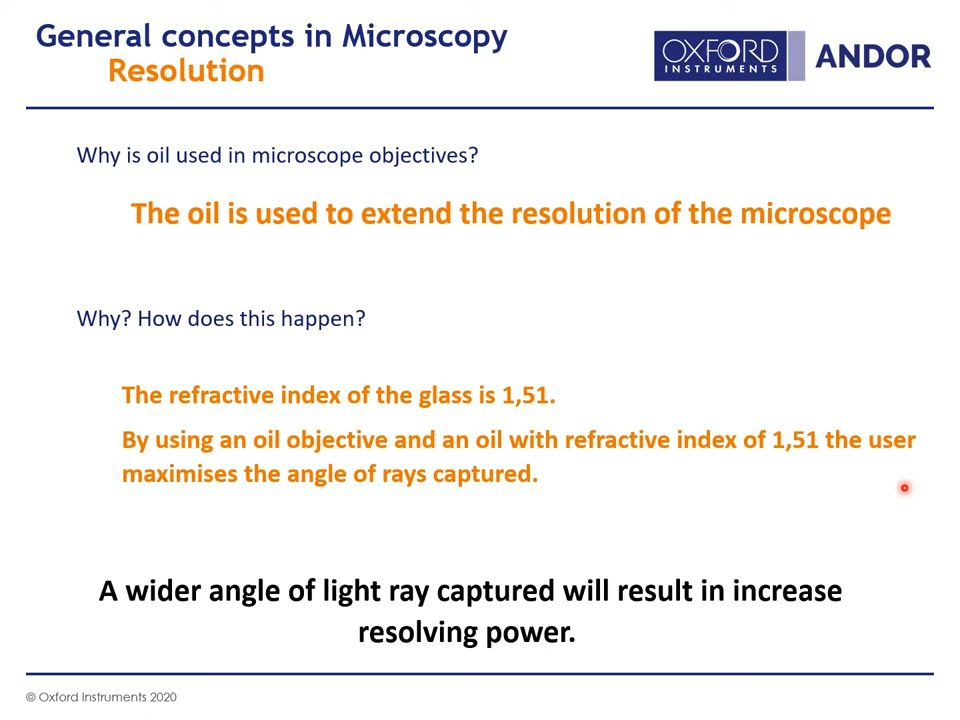 General concepts in Microscopy
Resolution
OXFORD
INSTRUMENTS
ANDOR
Why is oil used in microscope objectives?
The oil is used to extend the resolution of the microscope
Why? How does this happen?
The refractive index of the glass is 1,51.
By using an oil objective and an oil with refractive index of 1,51 the user
maximises the angle of rays captured.
A wider angle of light ray captured will result in increase
resolving power.
© Oxford Instruments 2020